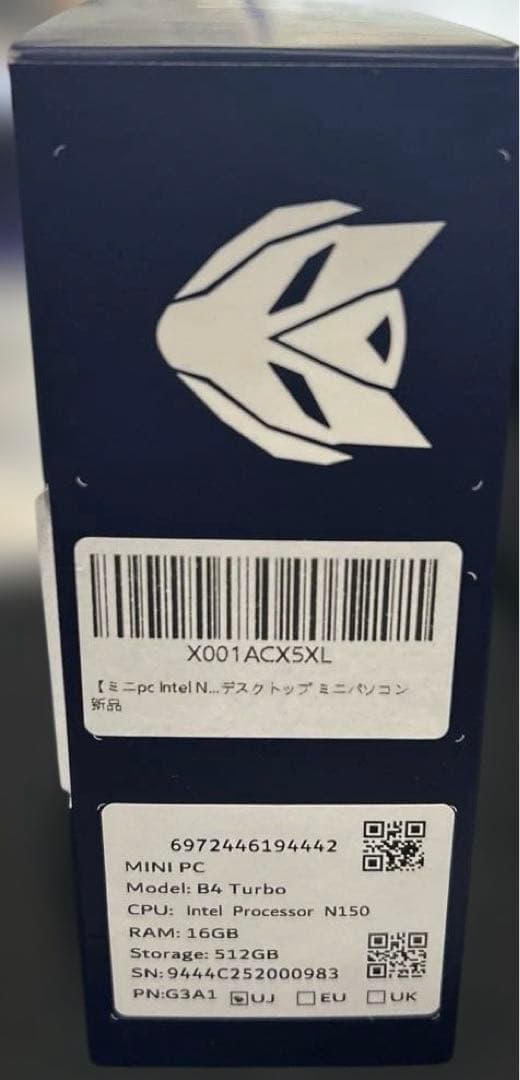 X001ACX5XL
【ミニpc Intel N...デスクトップ ミニパソコン
新品
6972446194442
MINI PC
Model: B4 Turbo
CPU: Intel Processor N150
RAM: 16GB
Storage: 512GB
SN: 9444C252000983
PN:G3A1 UJ EU UK